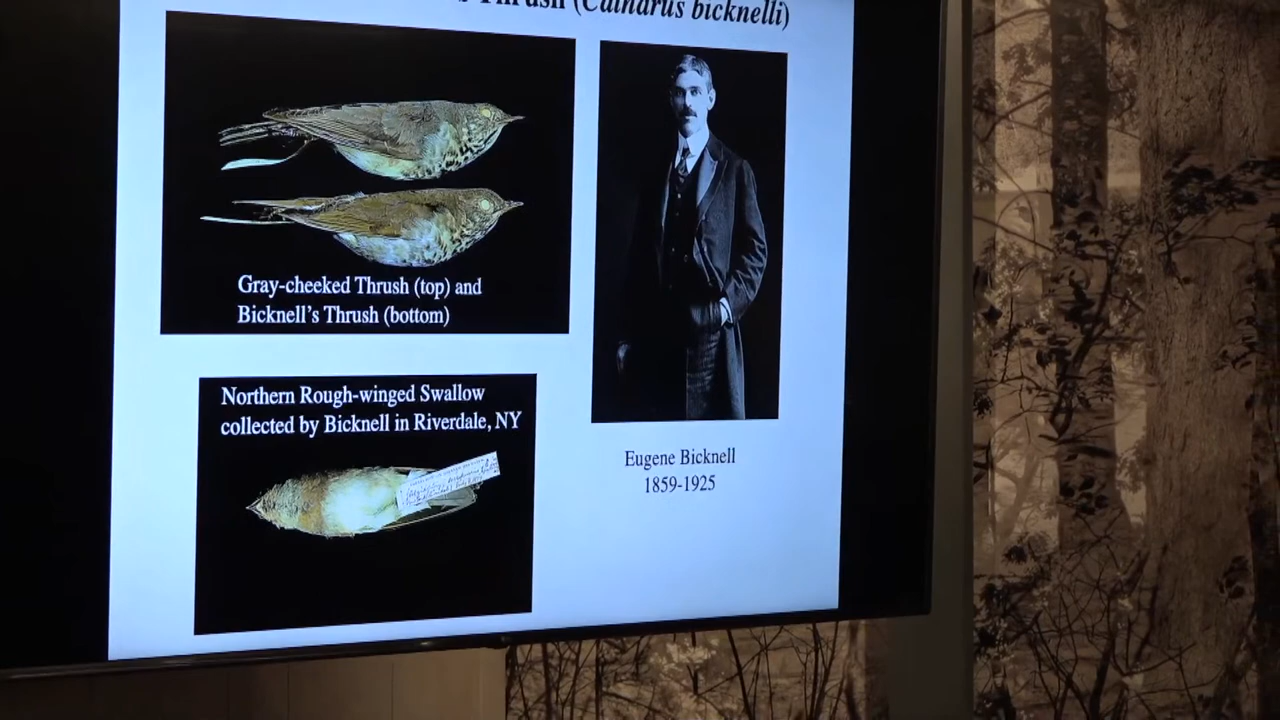 Thrush (Catharus bicknelli)
Gray-cheeked Thrush (top) and
Bicknell's Thrush (bottom)
Northern Rough-winged Swallow
collected by Bicknell in Riverdale, NY
Eugene Bicknell
1859-1925